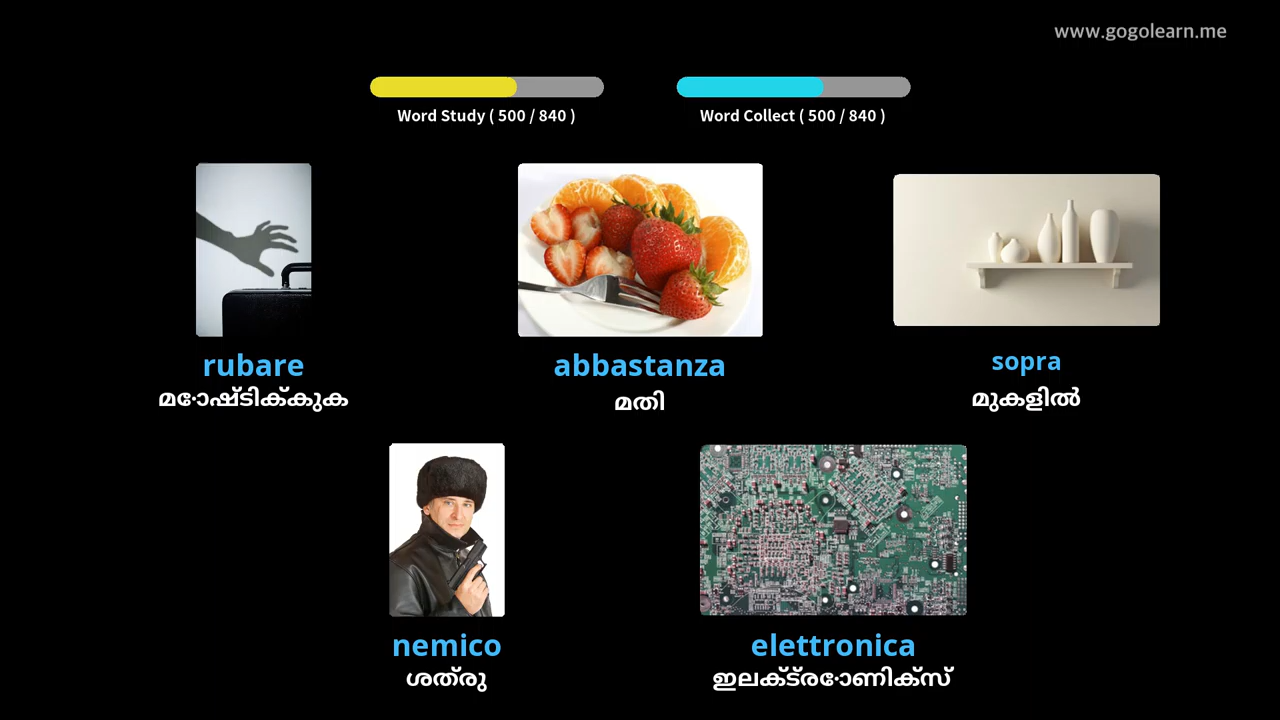 www.gogolearn.me
Word Study ( 500 / 840 )
Word Collect ( 500 / 840 )
rubare
മോഷ്ടിക്കുക
abbastanza
മതി
sopra
മുകളിൽ
nemico
ശത്രു
elettronica
ഇലക്ട്രോണിക്സ്